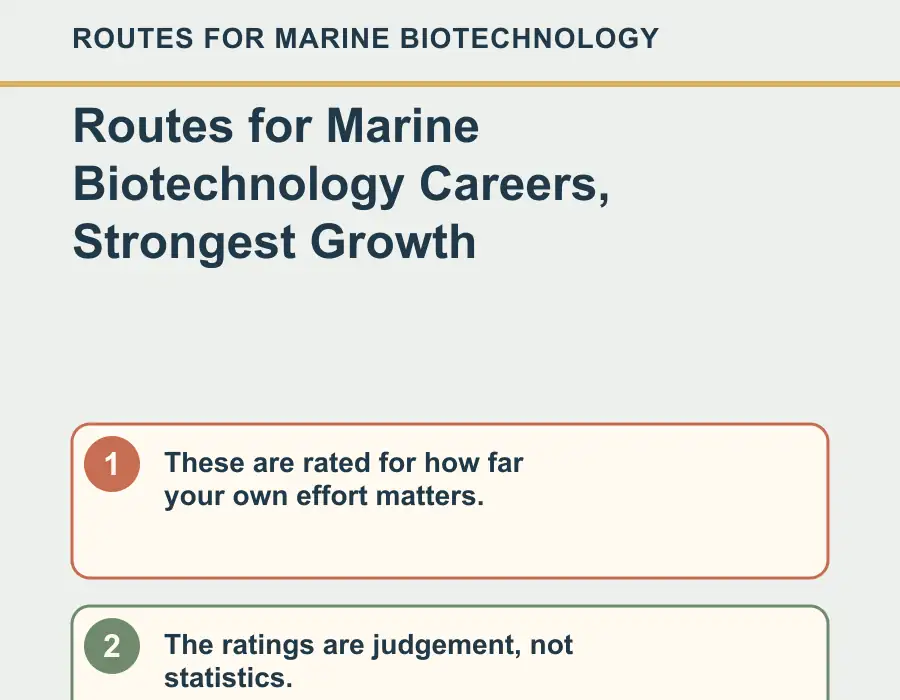 ROUTES FOR MARINE BIOTECHNOLOGY
Routes for Marine
Biotechnology Careers,
Strongest Growth
1
These are rated for how far
your own effort matters.
2
The ratings are judgement, not
statistics.